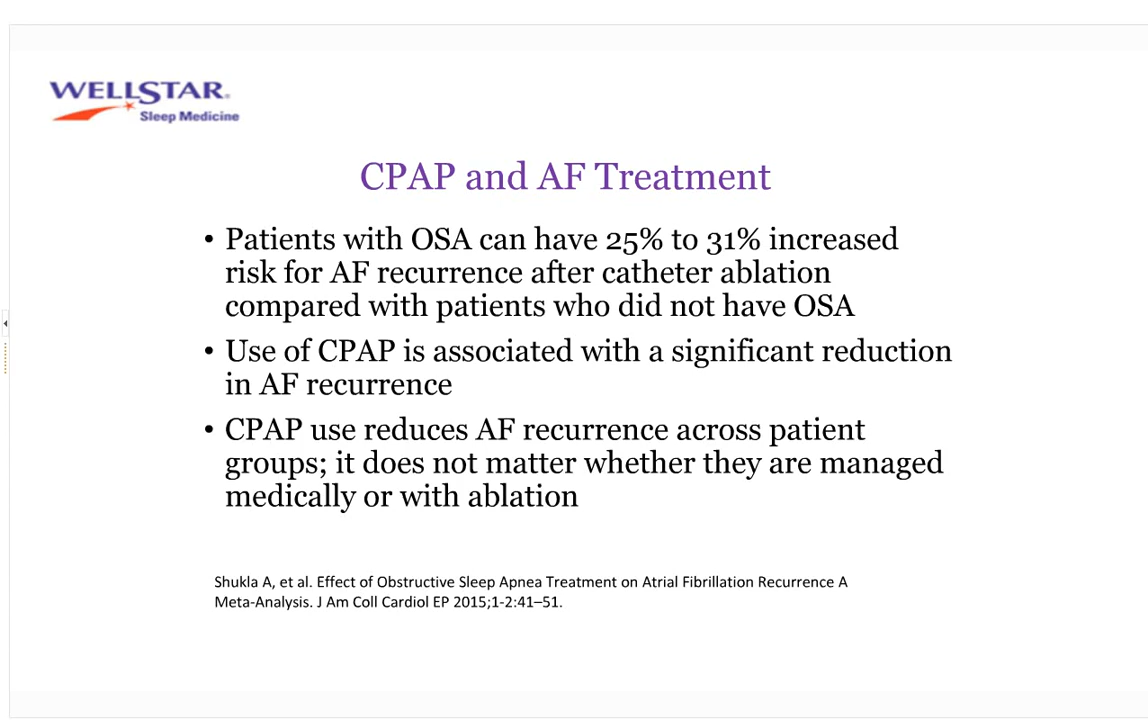 WELLSTAR®
Sleep Medicine
CPAP and AF Treatment
• Patients with OSA can have 25% to 31% increased
risk for AF recurrence after catheter ablation
compared with patients who did not have OSA
• Use of CPAP is associated with a significant reduction
in AF recurrence
• CPAP use reduces AF recurrence across patient
groups; it does not matter whether they are managed
medically or with ablation
Shukla A, et al. Effect of Obstructive Sleep Apnea Treatment on Atrial Fibrillation Recurrence A
Meta-Analysis. J Am Coll Cardiol EP 2015;1-2:41–51.